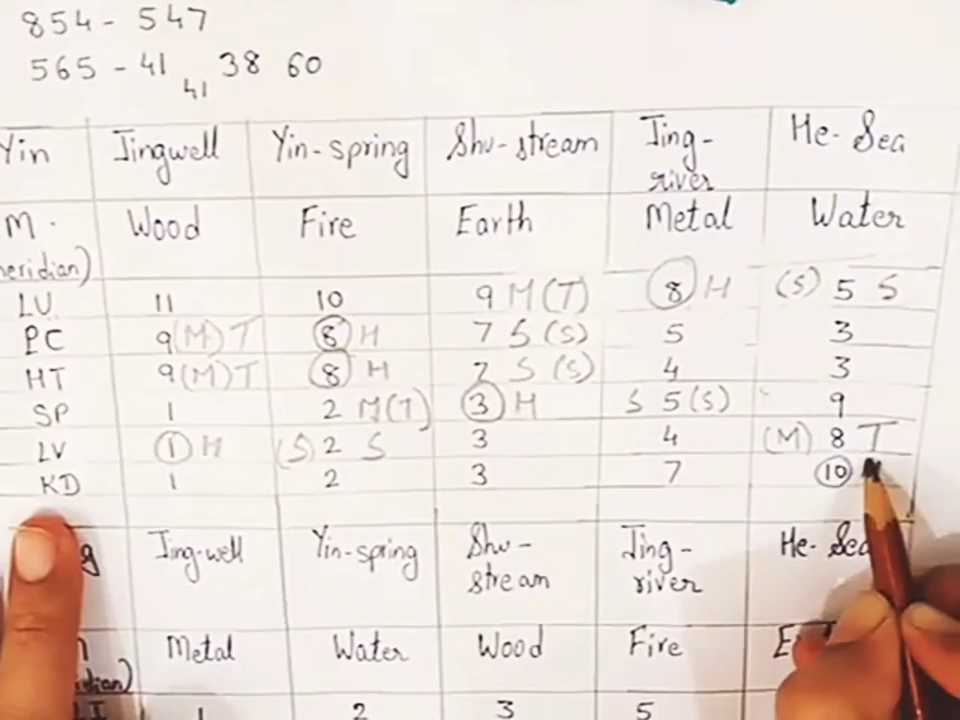 854 - 547
565 - 41 41 38 60
Yin Jingwell Yin-spring Shu-stream Jing-river He-Sea
M. eridian) Wood Fire Earth Metal Water
LU. 11 10 9 M(T) 8 H (S) 5 S
PC 9(M)T 8 H 7 S (S) 5 3
HT 9(M)T 8 H 7 S (S) 4 3
SP 1 2 M(T) 3 H S 5(S) 9
LV 1 H (S) 2 S 3 4 (M) 8 T
KD 1 2 3 7 10
g Jing-well Yin-spring Shu-stream Jing-river He-Sea
idian) Metal Water Wood Fire E
LI 1 2 3 5